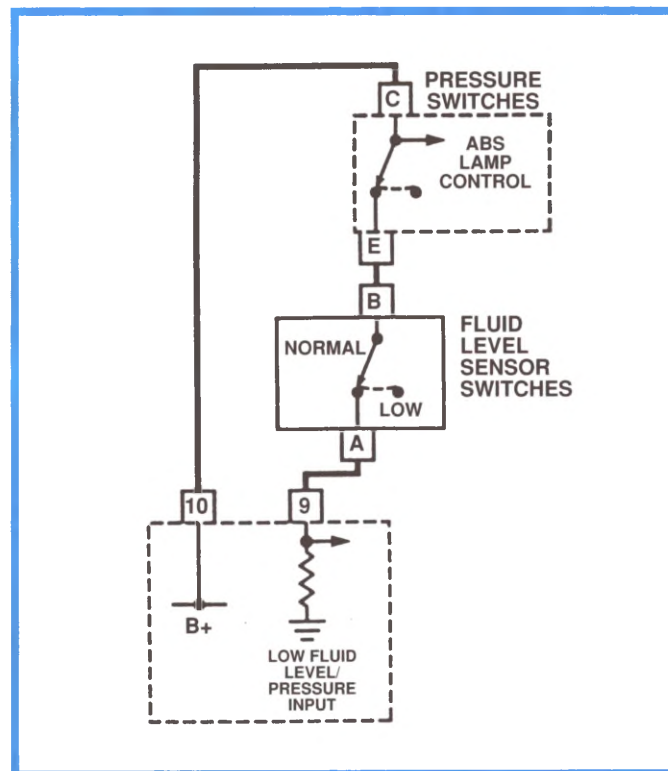 PRESSURE
SWITCHES
C
ABS
LAMP
CONTROL
E
B
FLUID
LEVEL
SENSOR
SWITCHES
NORMAL
LOW
A
10
9
B+
LOW FLUID
LEVEL/
PRESSURE
INPUT